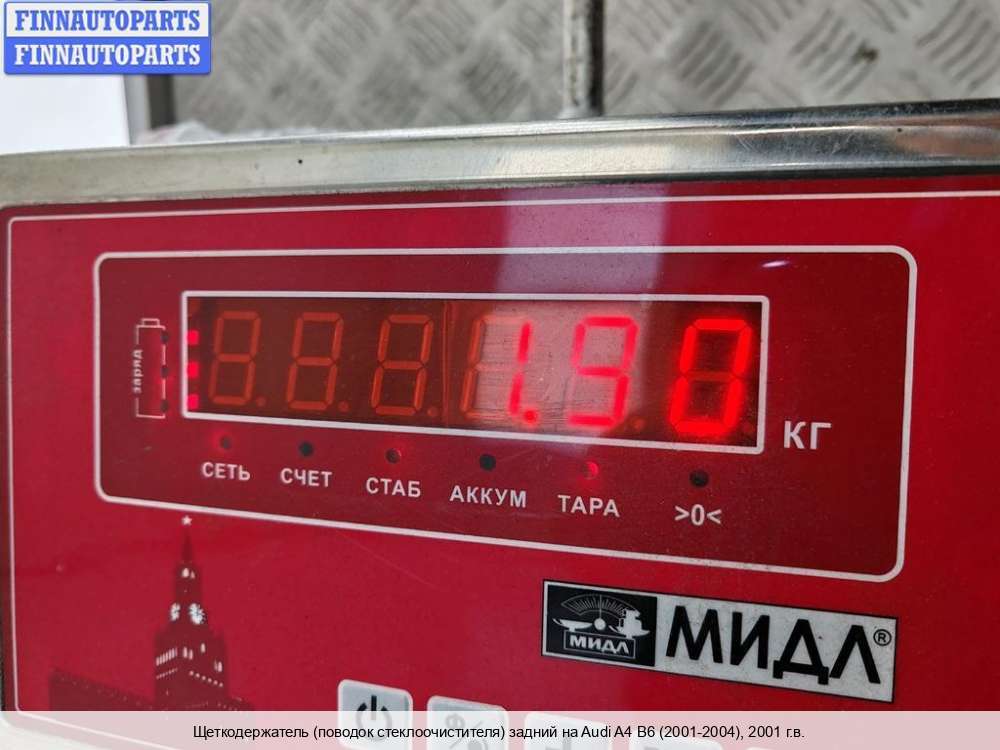 FINNAUTOPARTS
FINNAUTOPARTS
заряд
1.90
КГ
СЕТЬ СЧЕТ СТАБ АККУМ ТАРА >0<
МИДЛ МИДЛ®
Щеткодержатель (поводок стеклоочистителя) задний на Audi A4 B6 (2001-2004), 2001 г.в.